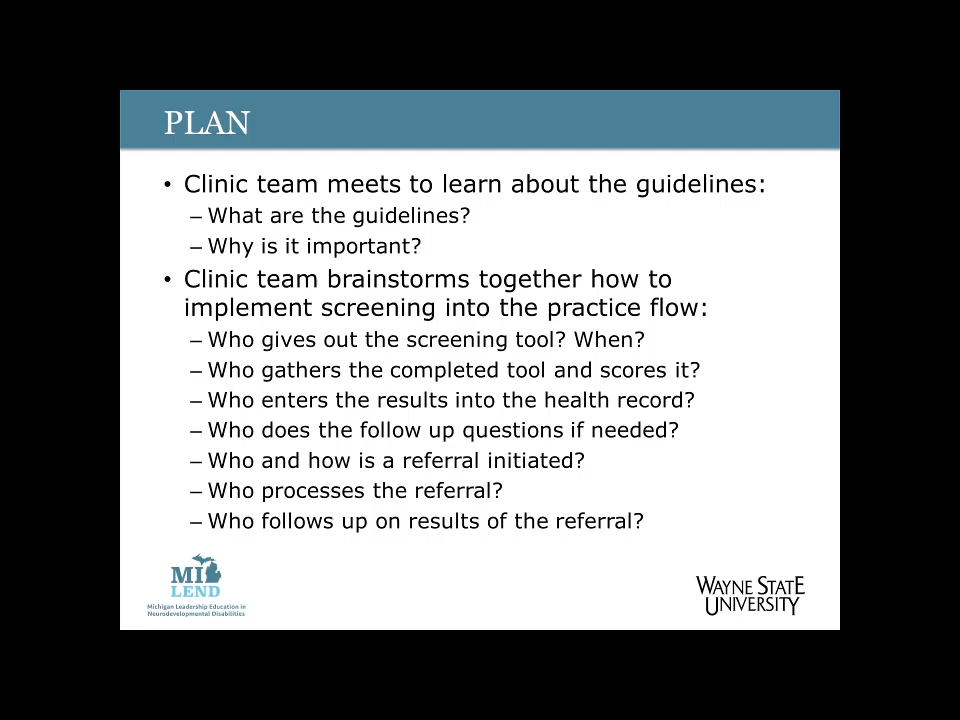 PLAN
• Clinic team meets to learn about the guidelines:
– What are the guidelines?
– Why is it important?
• Clinic team brainstorms together how to
implement screening into the practice flow:
– Who gives out the screening tool? When?
– Who gathers the completed tool and scores it?
– Who enters the results into the health record?
– Who does the follow up questions if needed?
– Who and how is a referral initiated?
– Who processes the referral?
– Who follows up on results of the referral?
MI
LEND
Michigan Leadership Education in
Neurodevelopmental Disabilities
WAYNE STATE
UNIVERSITY